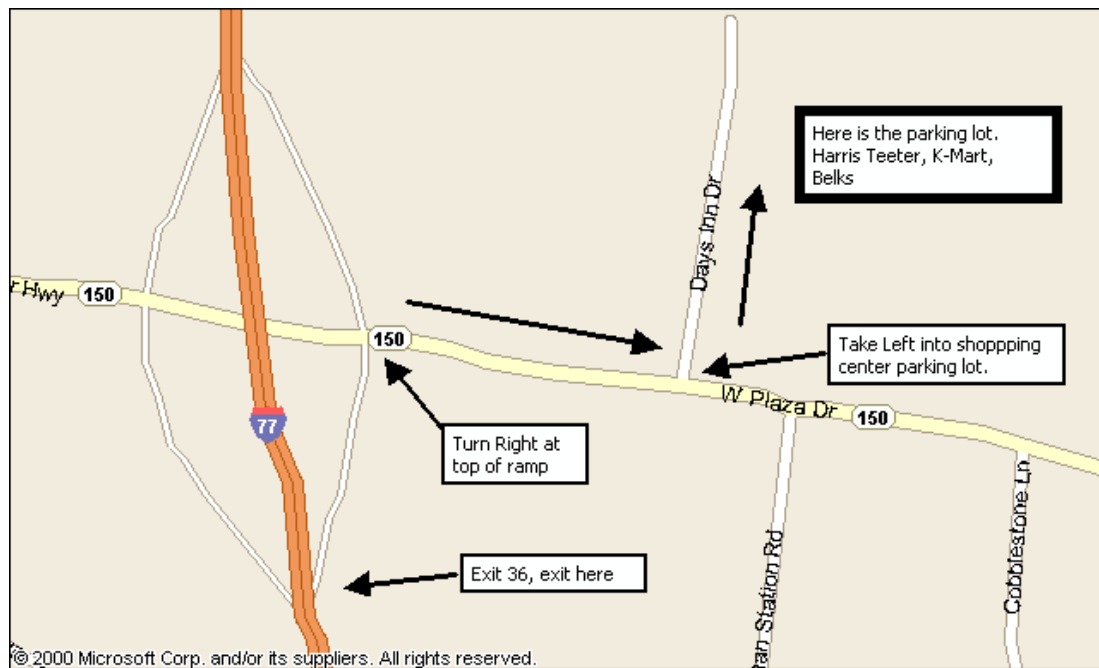 Here is the parking lot.
Harris Teeter, K-Mart,
Belks
Days Inn Dr
r Hwy
150
150
Take Left into shoppping
center parking lot.
W Plaza Dr
150
77
Turn Right at
top of ramp
Cobblestone Ln
Exit 36, exit here
an Station Rd
© 2000 Microsoft Corp. and/or its suppliers. All rights reserved.